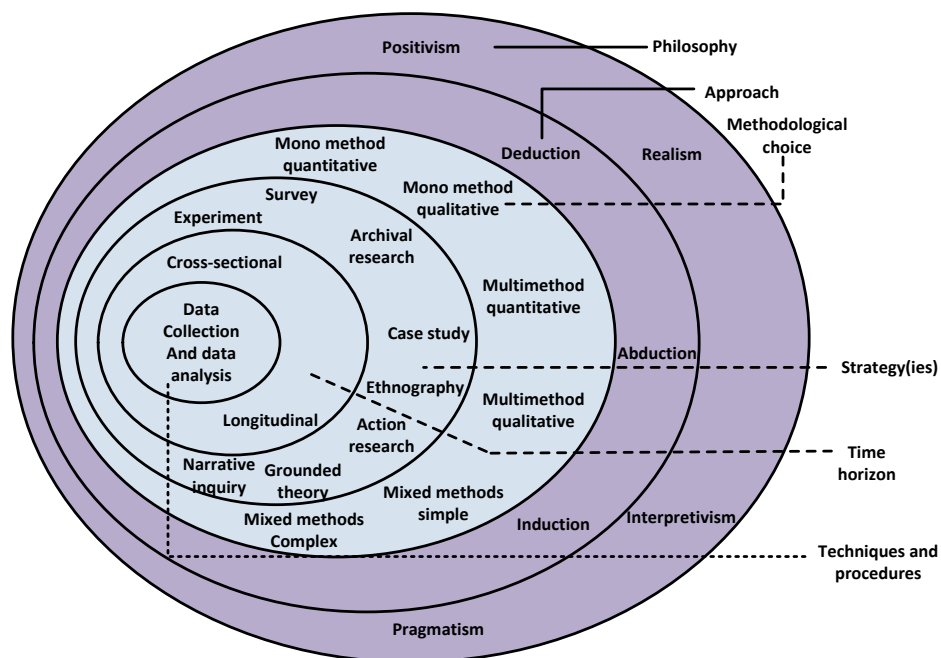 Positivism
Philosophy
Approach
Methodological
choice
Mono method
quantitative
Deduction
Realism
Mono method
qualitative
Survey
Experiment
Archival
research
Cross-sectional
Multimethod
quantitative
Data
Collection
And data
analysis
Case study
Abduction
Strategy(ies)
Ethnography
Multimethod
qualitative
Longitudinal
Action
research
Time
horizon
Narrative
inquiry
Grounded
theory
Mixed methods
simple
Mixed methods
Complex
Induction
Interpretivism
Techniques and
procedures
Pragmatism